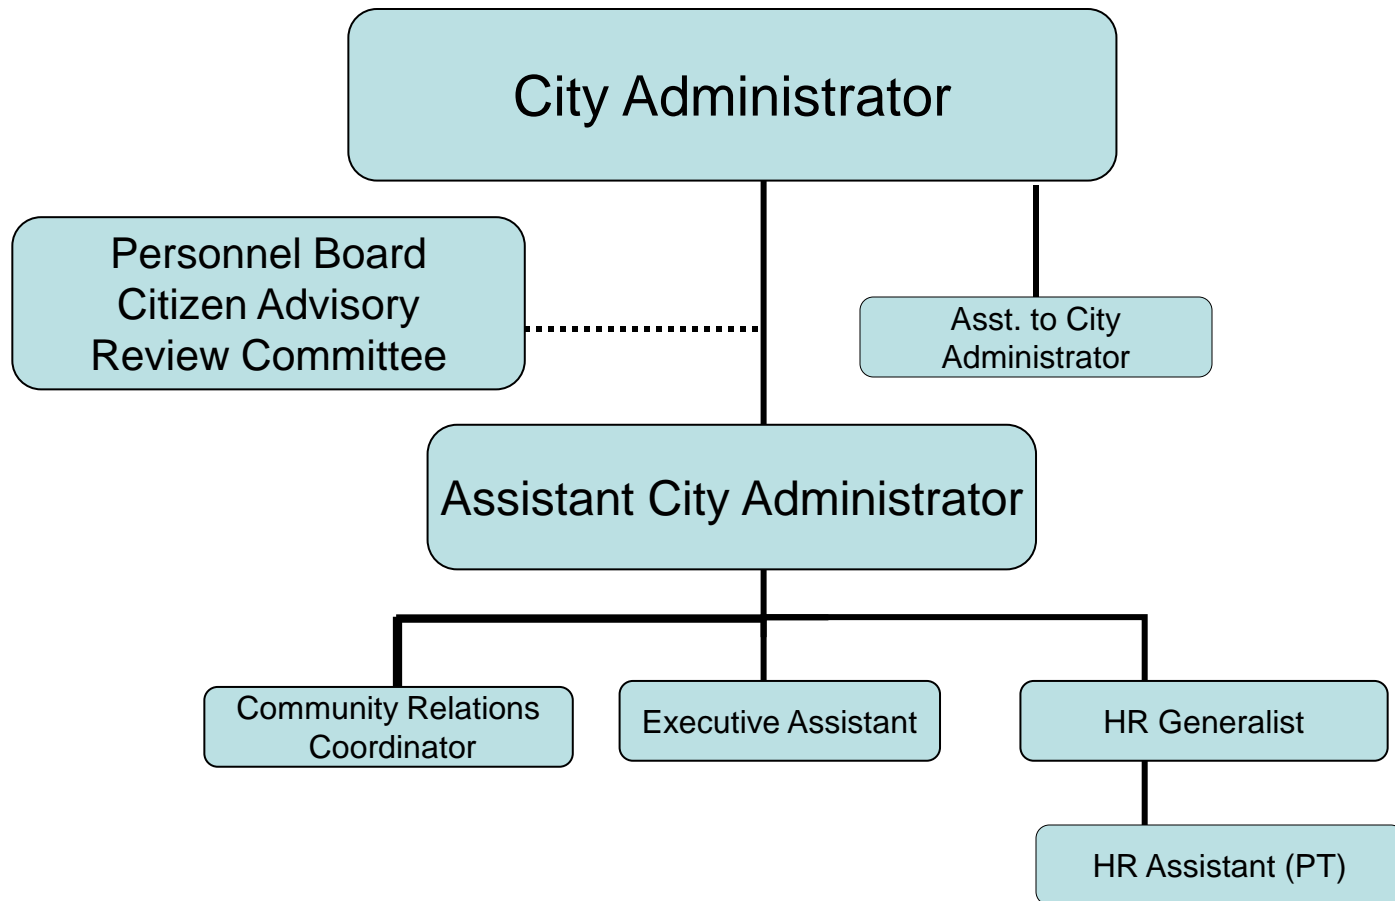 City Administrator
Personnel Board
Citizen Advisory
Review Committee
Asst. to City
Administrator
Assistant City Administrator
Community Relations
Coordinator
Executive Assistant
HR Generalist
HR Assistant (PT)